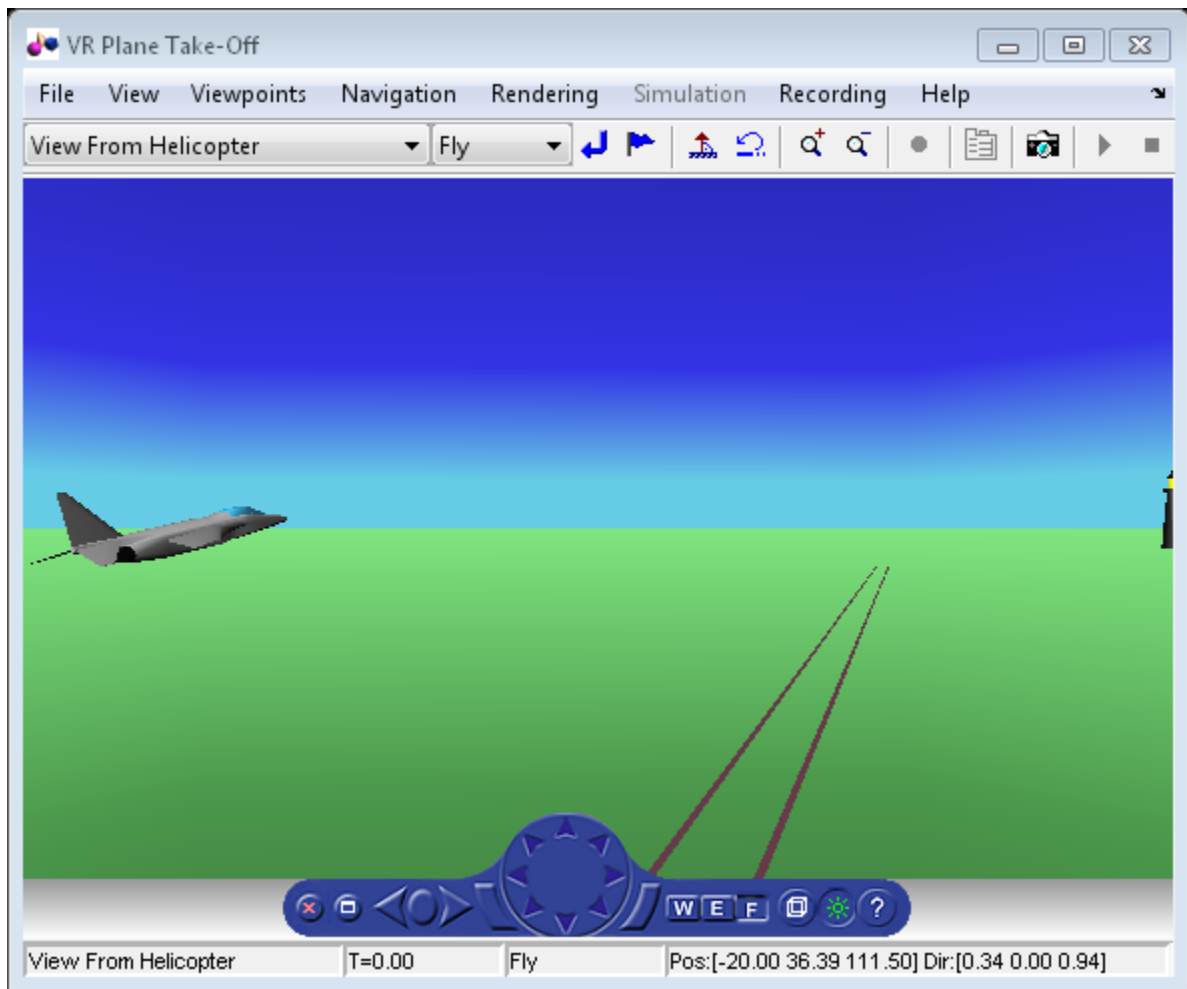 VR Plane Take-Off
File View Viewpoints Navigation Rendering Simulation Recording Help
View From Helicopter Fly
W E F ?
View From Helicopter T=0.00 Fly Pos:[-20.00 36.39 111.50] Dir:[0.34 0.00 0.94]